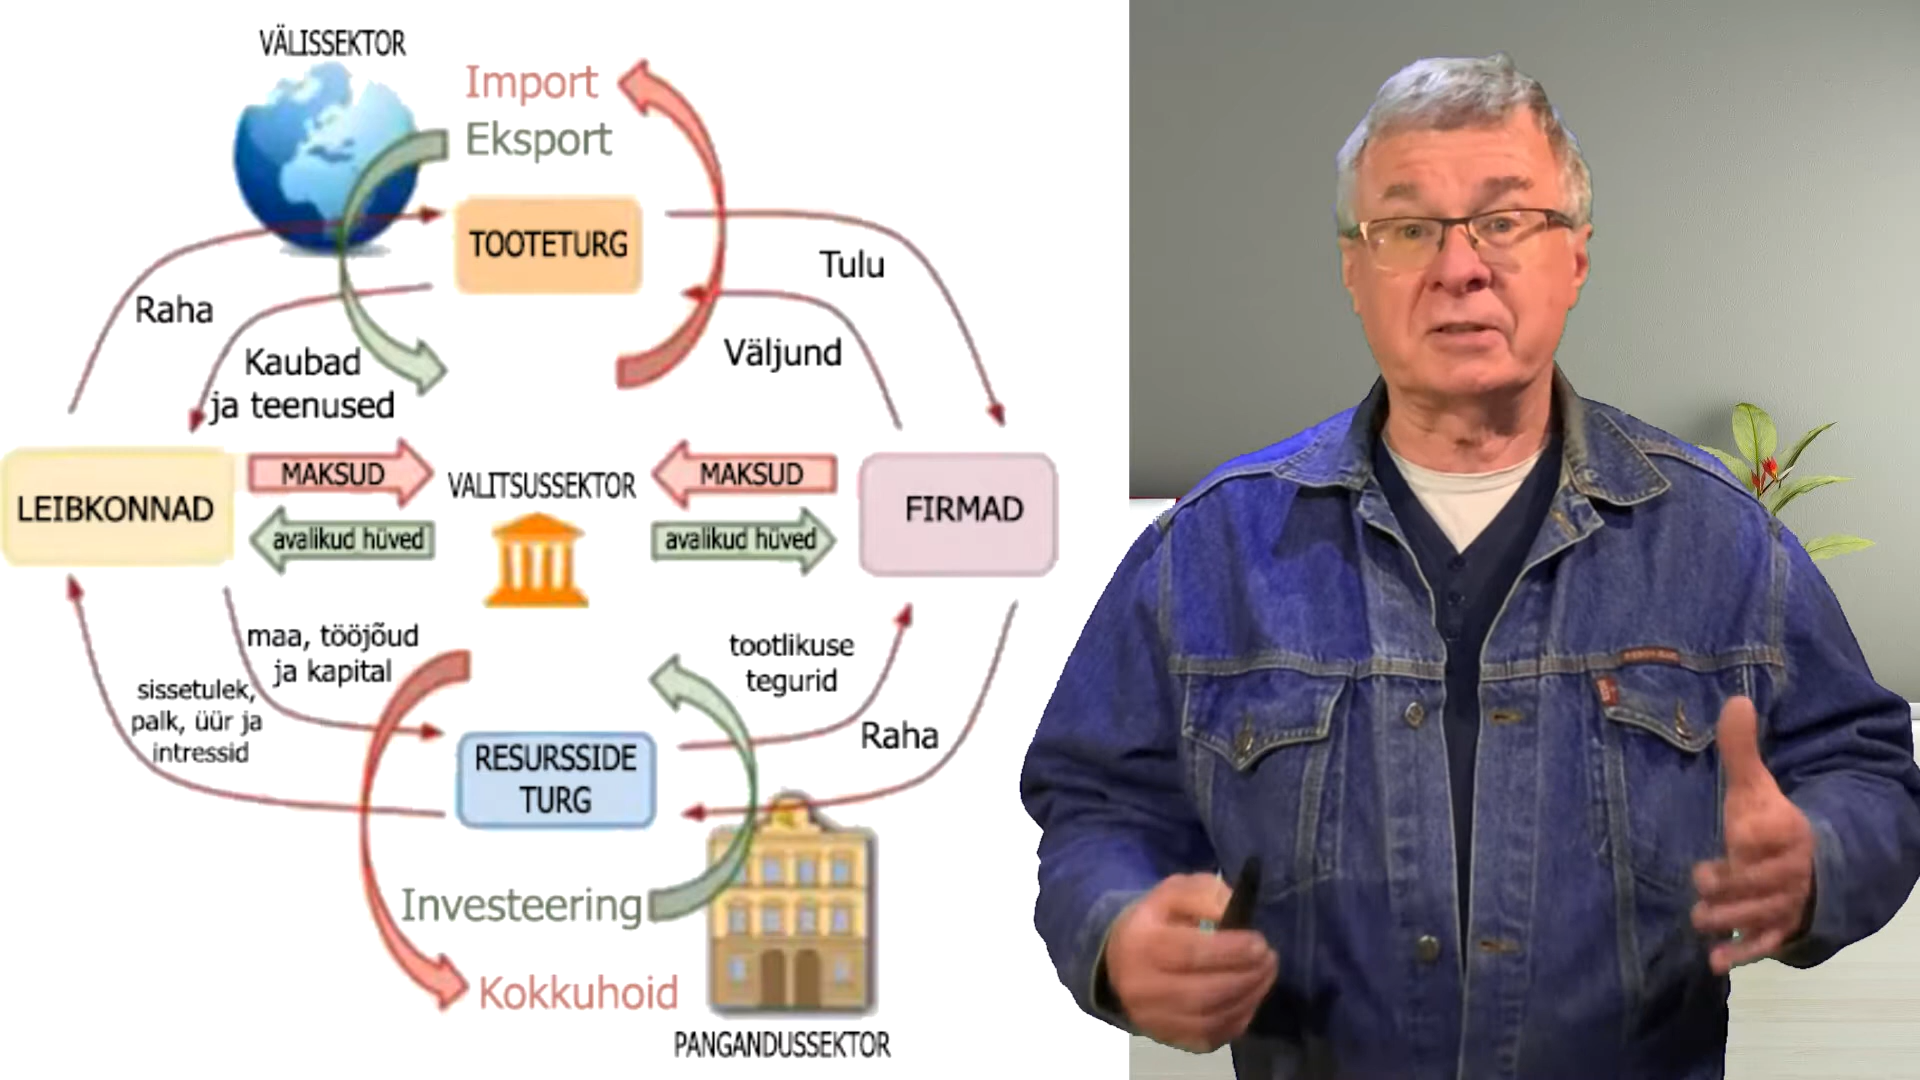 VÄLISSEKTOR
Import
Eksport
TOOTETURG
Raha
Tulu
Kaubad
ja teenused
Väljund
LEIBKONNAD
MAKSUD
VALITSUSSEKTOR
MAKSUD
FIRMAD
avalikud hüved
avalikud hüved
maa, tööjõud
ja kapital
tootlikuse
tegurid
sissetulek,
palk, üür ja
intressid
Raha
RESURSSIDE
TURG
Investeering
Kokkuhoid
PANGANDUSSEKTOR